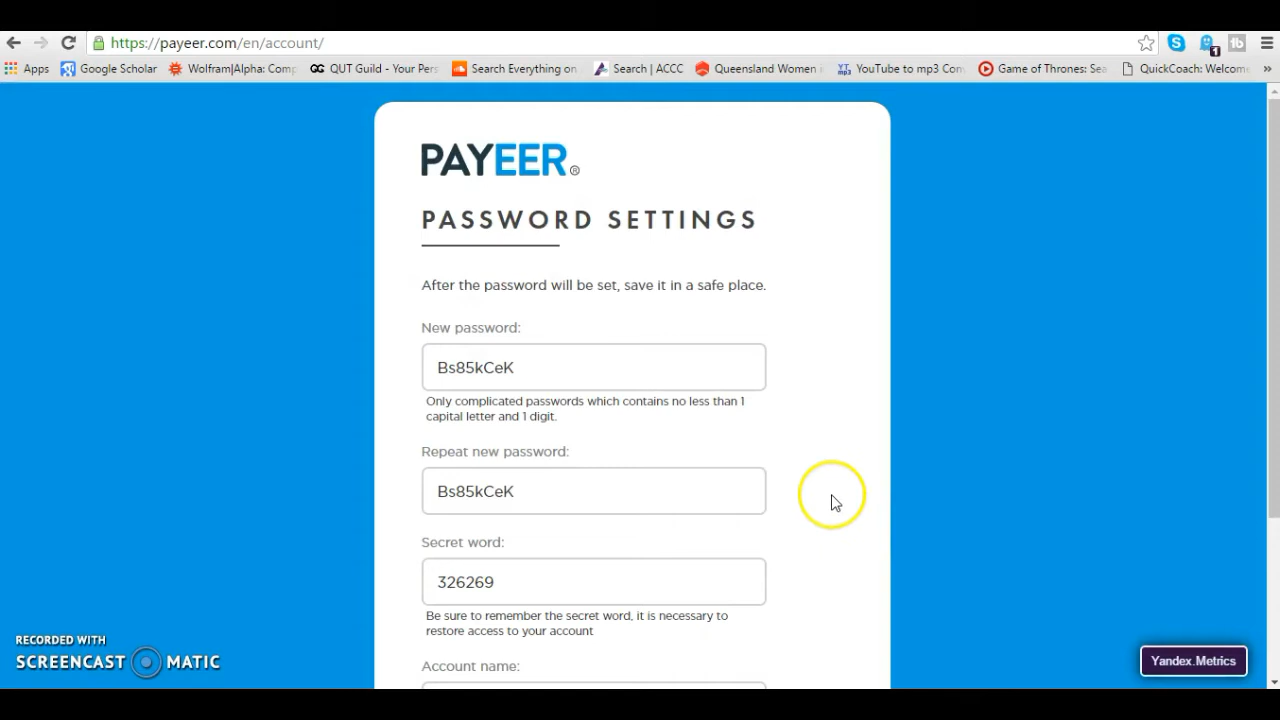 https://payeer.com/en/account/
1
Apps Google Scholar Wolfram|Alpha: Comp QUT Guild - Your Pers Search Everything on Search | ACCC Queensland Women i YouTube to mp3 Con Game of Thrones: Sea QuickCoach: Welcome »
PAYEER®
PASSWORD SETTINGS
After the password will be set, save it in a safe place.
New password:
Bs85kCeK
Only complicated passwords which contains no less than 1
capital letter and 1 digit.
Repeat new password:
Bs85kCeK
Secret word:
326269
Be sure to remember the secret word, it is necessary to
restore access to your account
Account name:
RECORDED WITH
SCREENCAST MATIC
Yandex.Metrics